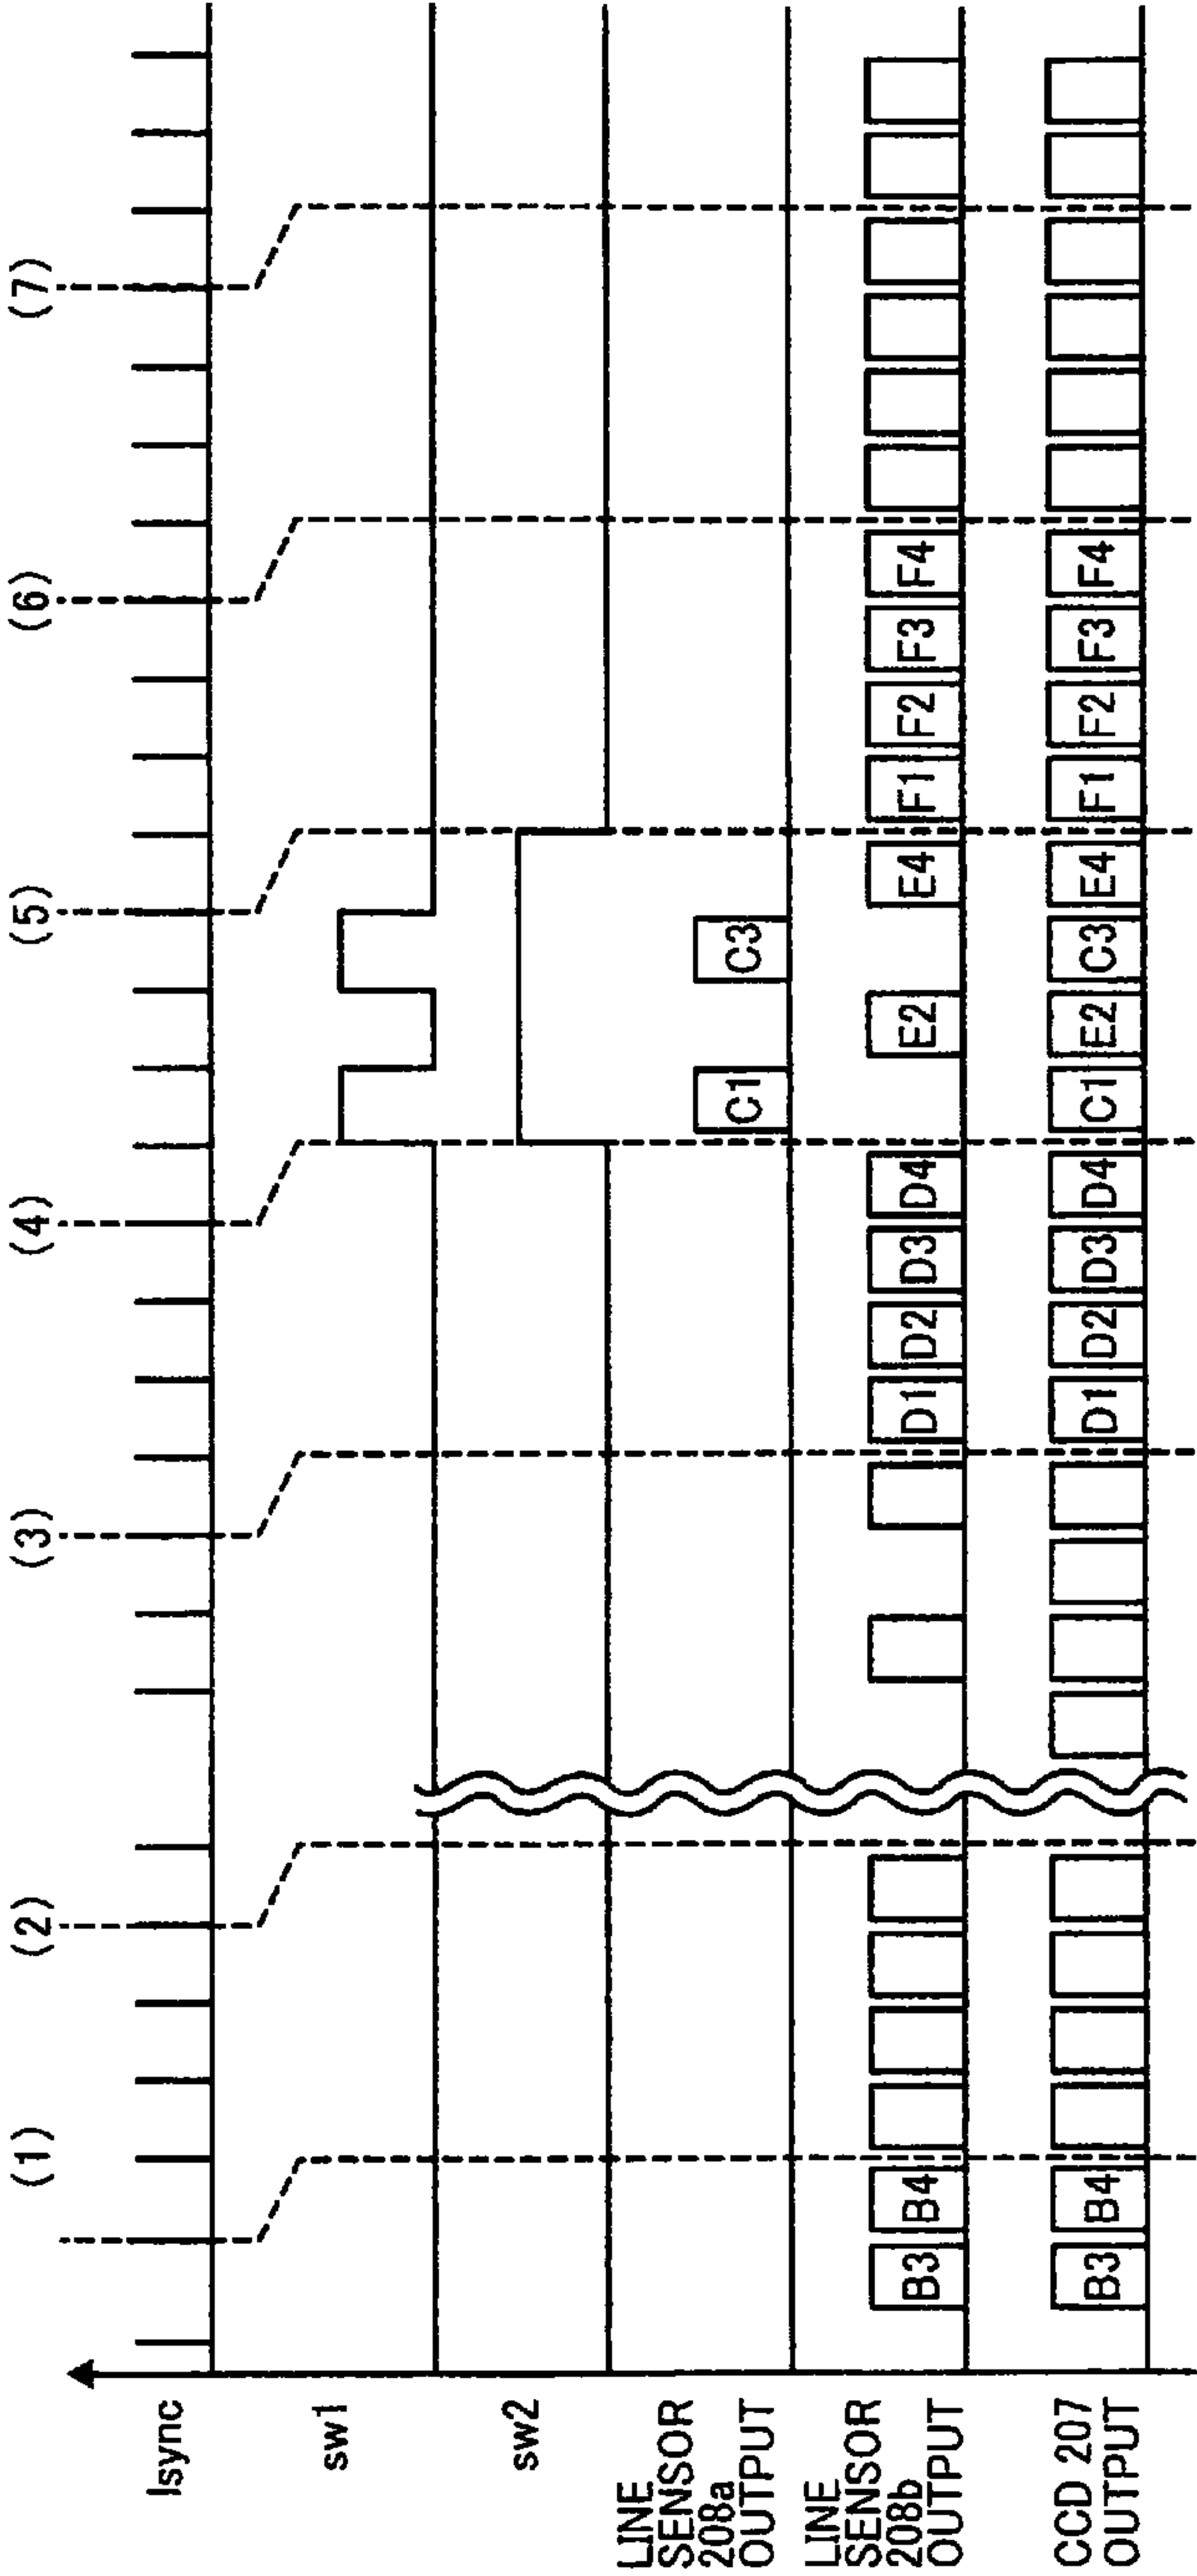 (1) (2) (3) (4) (5) (6) (7)
lsync
sw1
sw2
LINE
SENSOR
208a
OUTPUT
C1 C3
LINE
SENSOR
208b
OUTPUT
B3 B4 D1 D2 D3 D4 E2 E4 F1 F2 F3 F4
CCD 207
OUTPUT
B3 B4 D1 D2 D3 D4 C1 E2 C3 E4 F1 F2 F3 F4